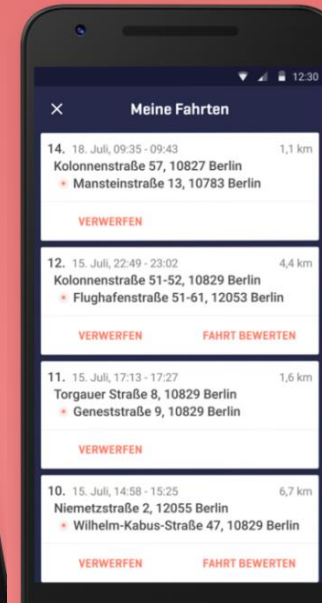 12:30
Meine Fahrten
14. 18. Juli, 09:35 - 09:43 1,1 km
Kolonnenstraße 57, 10827 Berlin
Mansteinstraße 13, 10783 Berlin
VERWERFEN
12. 15. Juli, 22:49 - 23:02 4,4 km
Kolonnenstraße 51-52, 10829 Berlin
Flughafenstraße 51-61, 12053 Berlin
VERWERFEN FAHRT BEWERTEN
11. 15. Juli, 17:13 - 17:27 1,6 km
Torgauer Straße 8, 10829 Berlin
Geneststraße 9, 10829 Berlin
VERWERFEN
10. 15. Juli, 14:58 - 15:25 6,7 km
Niemetzstraße 2, 12055 Berlin
Wilhelm-Kabus-Straße 47, 10829 Berlin
VERWERFEN FAHRT BEWERTEN